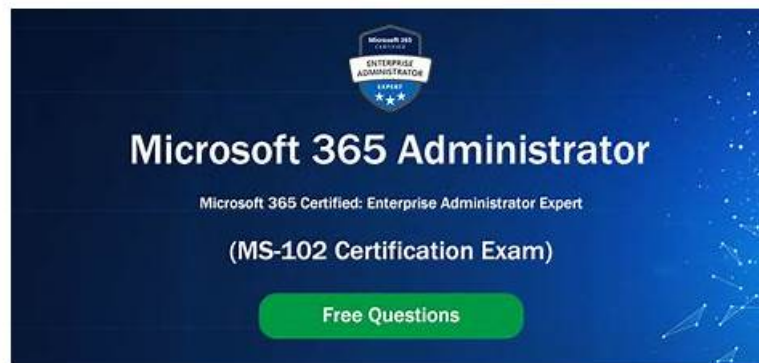 Microsoft 365
CERTIFIED
ENTERPRISE
ADMINISTRATOR
EXPERT
Microsoft 365 Administrator
Microsoft 365 Certified: Enterprise Administrator Expert
(MS-102 Certification Exam)
Free Questions